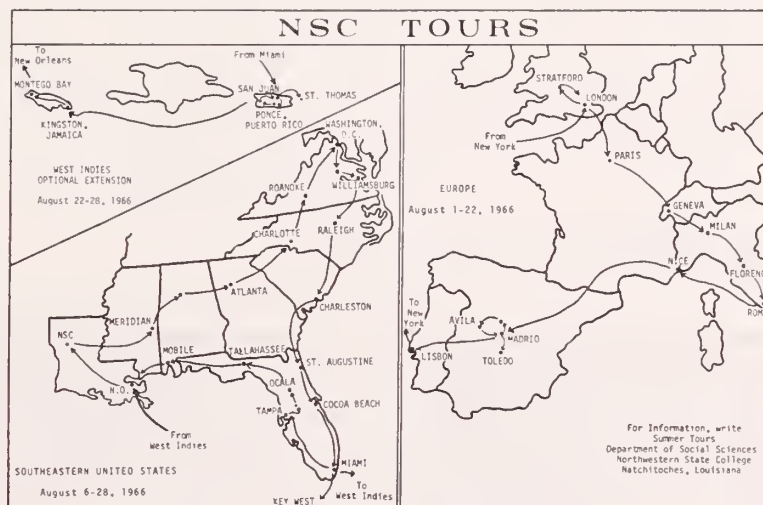 NSC TOURS
To
New Orleans
MONTEGO BAY
KINGSTON,
JAMAICA
From Miami
SAN JUAN
ST. THOMAS
PONCE,
PUERTO RICO
WEST INDIES
OPTIONAL EXTENSION
August 22-28, 1966
WASHINGTON,
D.C.
ROANOKE
WILLIAMSBURG
RALEIGH
CHARLOTTE
ATLANTA
CHARLESTON
MERIDIAN
NSC
MOBILE
TALLAHASSEE
ST. AUGUSTINE
OCALA
N.O.
TAMPA
COCOA BEACH
From
West Indies
MIAMI
To
West Indies
KEY WEST
SOUTHEASTERN UNITED STATES
August 6-28, 1966
STRATFORD
LONDON
From
New York
PARIS
EUROPE
August 1-22, 1966
GENEVA
MILAN
NICE
FLOREN
ROM
To
New
York
AVILA
MADRID
LISBON
TOLEDO
For Information, write
Summer Tours
Department of Social Sciences
Northwestern State College
Natchitoches, Louisiana